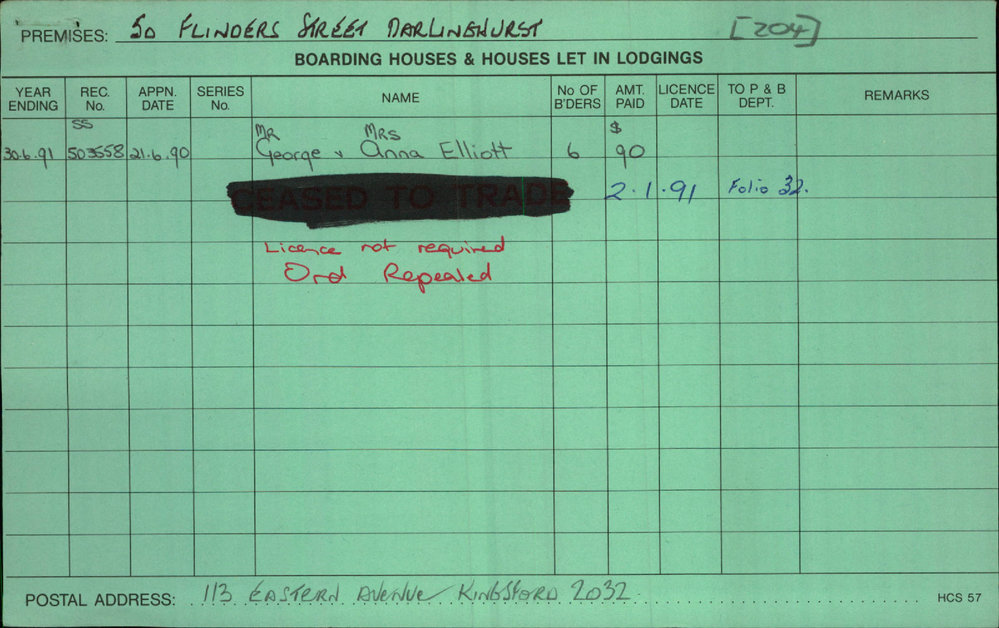 PREMISES: 50 FLINDERS STREET DARLINGHURST [204]
BOARDING HOUSES & HOUSES LET IN LODGINGS
YEAR ENDING REC. No. APPN. DATE SERIES No. NAME No OF B'DERS AMT. PAID LICENCE DATE TO P & B DEPT. REMARKS
SS MR MRS $
30.6.91 503558 21.6.90 George & Anna Elliott 6 90
CEASED TO TRADE 2.1.91 Folio 32.
Licence not required
Ord Repealed
POSTAL ADDRESS: 113 EASTERN AVENUE KINGSFORD 2032
HCS 57